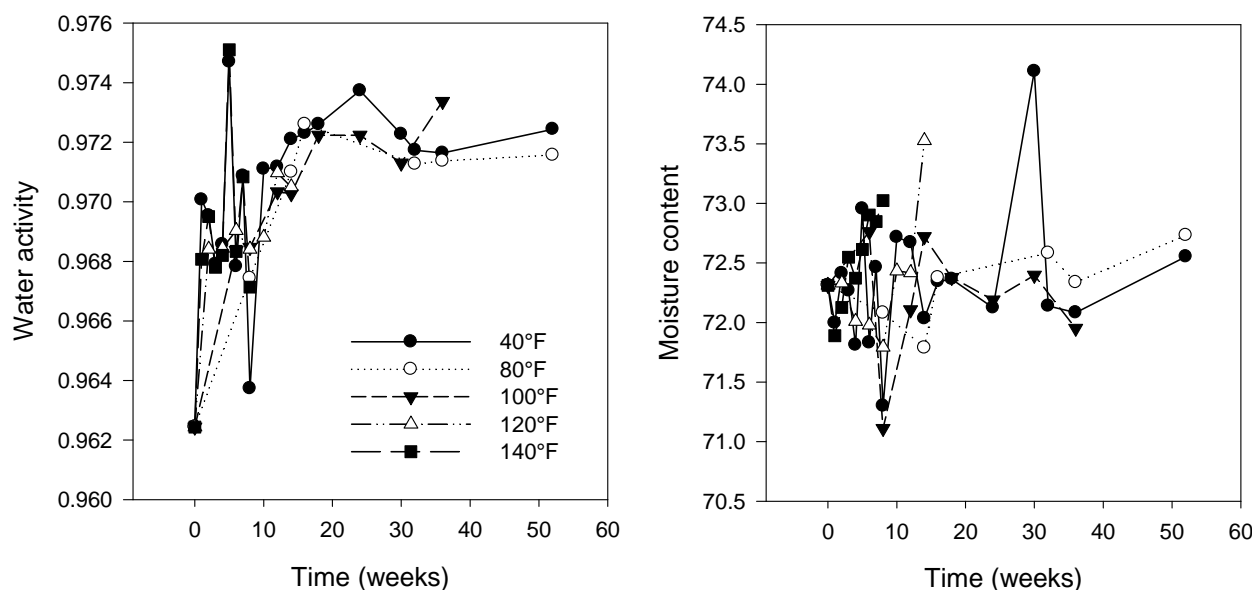 0.976
0.974
0.972
0.970
0.968
0.966
0.964
0.962
0.960
Water activity
0 10 20 30 40 50 60
Time (weeks)
40°F
80°F
100°F
120°F
140°F
74.5
74.0
73.5
73.0
72.5
72.0
71.5
71.0
70.5
Moisture content
0 10 20 30 40 50 60
Time (weeks)